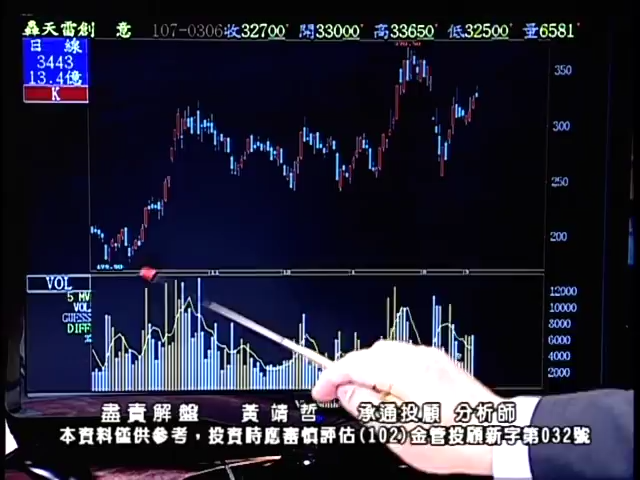 轟天雷創 意 107-0306收32700 開33000 高33650 低32500 量6581
日 線
3443
13.4億
K
350
300
250
200
VOL
5 MV
VOL
GUESS
DIFF
12000
10000
8000
6000
4000
2000
11
盡責解盤 黃靖哲 承通投顧 分析師
本資料僅供參考，投資時應審慎評估(102)金管投顧新字第032號